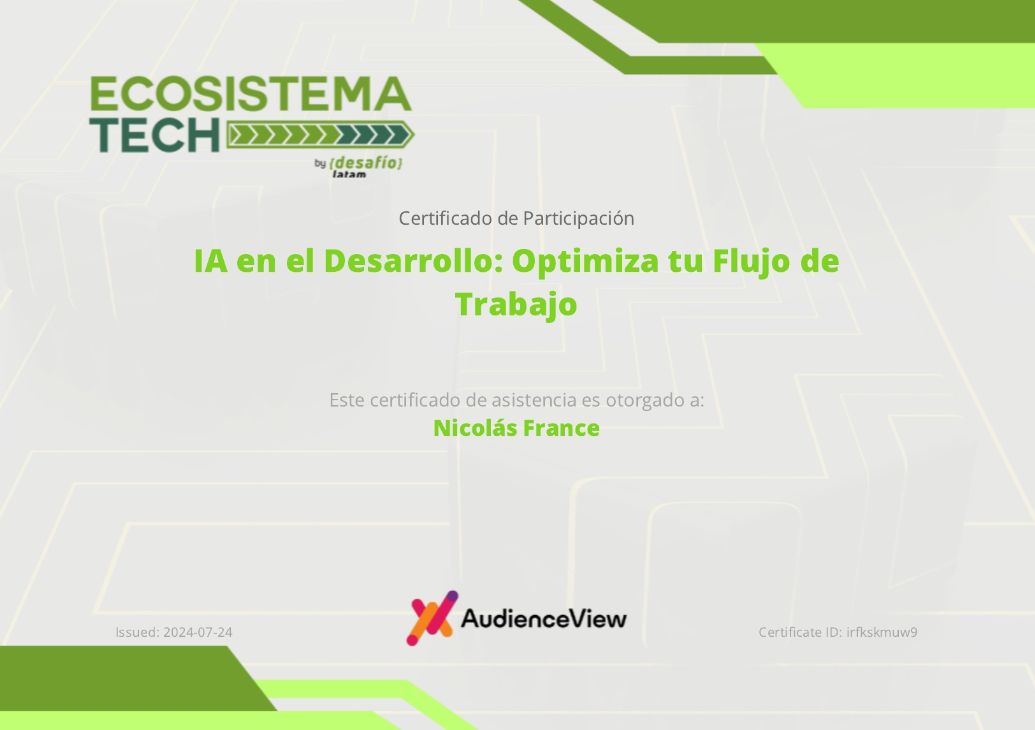 ECOSISTEMA
TECH
by {desafío}
latam
Certificado de Participación
IA en el Desarrollo: Optimiza tu Flujo de
Trabajo
Este certificado de asistencia es otorgado a:
Nicolás France
AudienceView
Issued: 2024-07-24
Certificate ID: irfkskmuw9